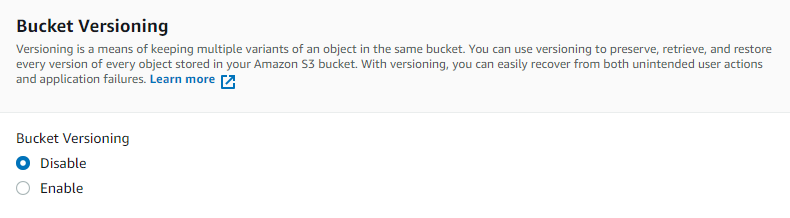 Bucket Versioning
Versioning is a means of keeping multiple variants of an object in the same bucket. You can use versioning to preserve, retrieve, and restore
every version of every object stored in your Amazon S3 bucket. With versioning, you can easily recover from both unintended user actions
and application failures. Learn more
Bucket Versioning
Disable
Enable